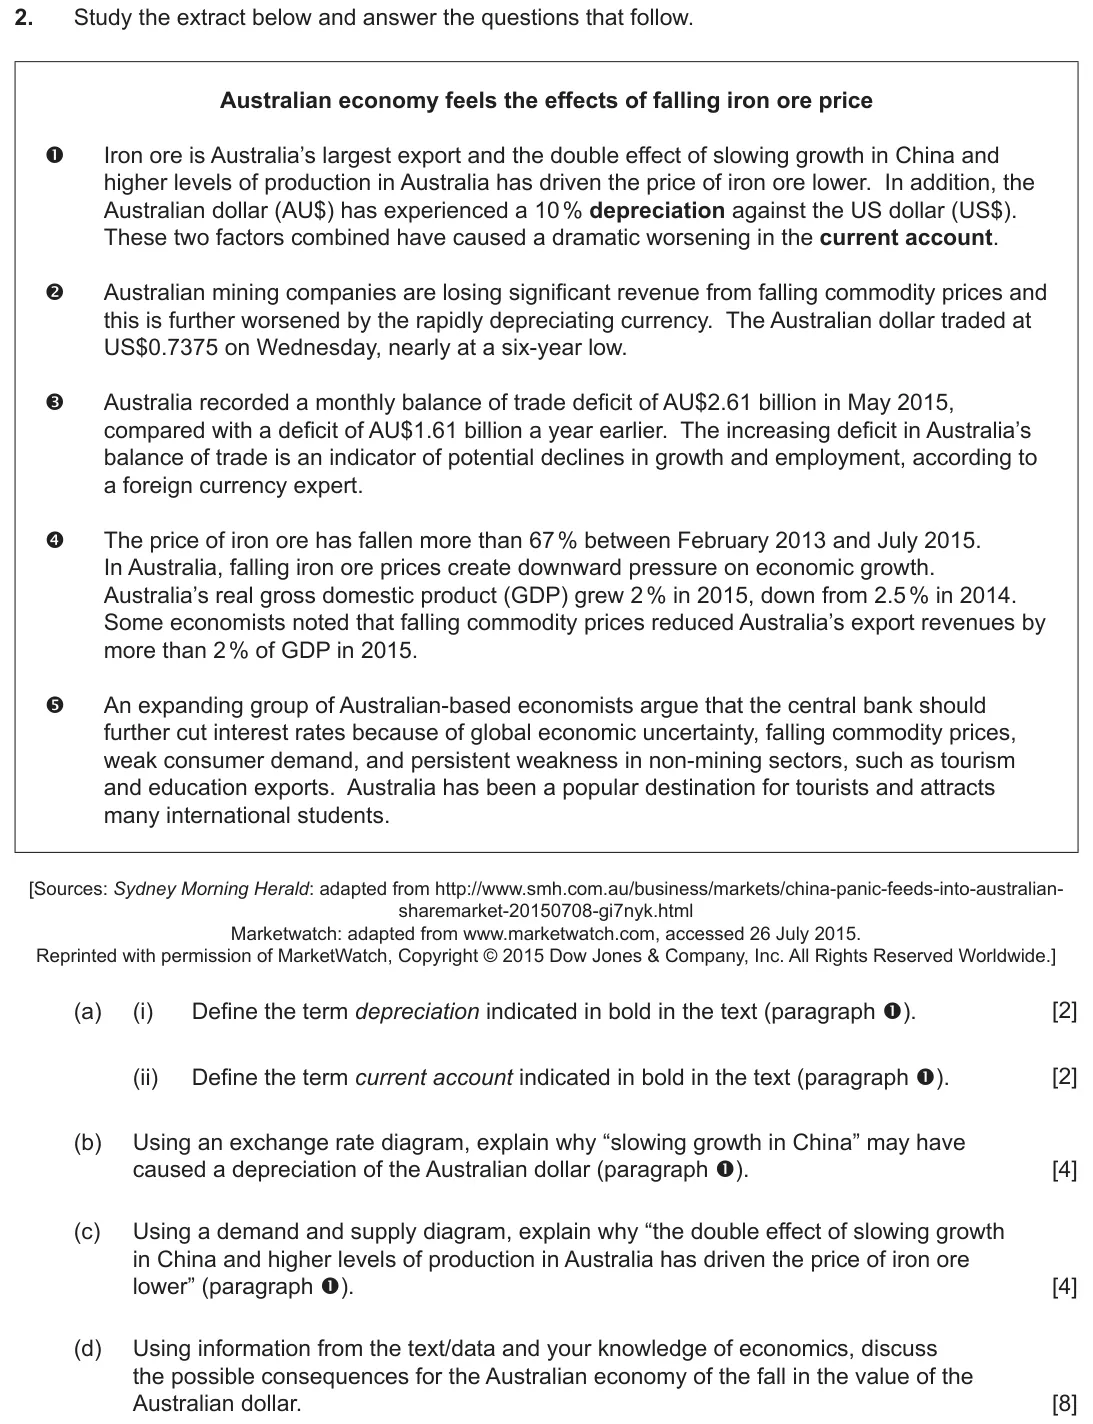 2. Study the extract below and answer the questions that follow.
Australian economy feels the effects of falling iron ore price
❶ Iron ore is Australia’s largest export and the double effect of slowing growth in China and
higher levels of production in Australia has driven the price of iron ore lower. In addition, the
Australian dollar (AU$) has experienced a 10 % depreciation against the US dollar (US$).
These two factors combined have caused a dramatic worsening in the current account.
❷ Australian mining companies are losing significant revenue from falling commodity prices and
this is further worsened by the rapidly depreciating currency. The Australian dollar traded at
US$0.7375 on Wednesday, nearly at a six-year low.
❸ Australia recorded a monthly balance of trade deficit of AU$2.61 billion in May 2015,
compared with a deficit of AU$1.61 billion a year earlier. The increasing deficit in Australia’s
balance of trade is an indicator of potential declines in growth and employment, according to
a foreign currency expert.
❹ The price of iron ore has fallen more than 67 % between February 2013 and July 2015.
In Australia, falling iron ore prices create downward pressure on economic growth.
Australia’s real gross domestic product (GDP) grew 2 % in 2015, down from 2.5 % in 2014.
Some economists noted that falling commodity prices reduced Australia’s export revenues by
more than 2 % of GDP in 2015.
❺ An expanding group of Australian-based economists argue that the central bank should
further cut interest rates because of global economic uncertainty, falling commodity prices,
weak consumer demand, and persistent weakness in non-mining sectors, such as tourism
and education exports. Australia has been a popular destination for tourists and attracts
many international students.
[Sources: Sydney Morning Herald: adapted from http://www.smh.com.au/business/markets/china-panic-feeds-into-australian-
sharemarket-20150708-gi7nyk.html
Marketwatch: adapted from www.marketwatch.com, accessed 26 July 2015.
Reprinted with permission of MarketWatch, Copyright © 2015 Dow Jones & Company, Inc. All Rights Reserved Worldwide.]
(a) (i) Define the term depreciation indicated in bold in the text (paragraph ❶). [2]
(ii) Define the term current account indicated in bold in the text (paragraph ❶). [2]
(b) Using an exchange rate diagram, explain why “slowing growth in China” may have
caused a depreciation of the Australian dollar (paragraph ❶). [4]
(c) Using a demand and supply diagram, explain why “the double effect of slowing growth
in China and higher levels of production in Australia has driven the price of iron ore
lower” (paragraph ❶). [4]
(d) Using information from the text/data and your knowledge of economics, discuss
the possible consequences for the Australian economy of the fall in the value of the
Australian dollar. [8]